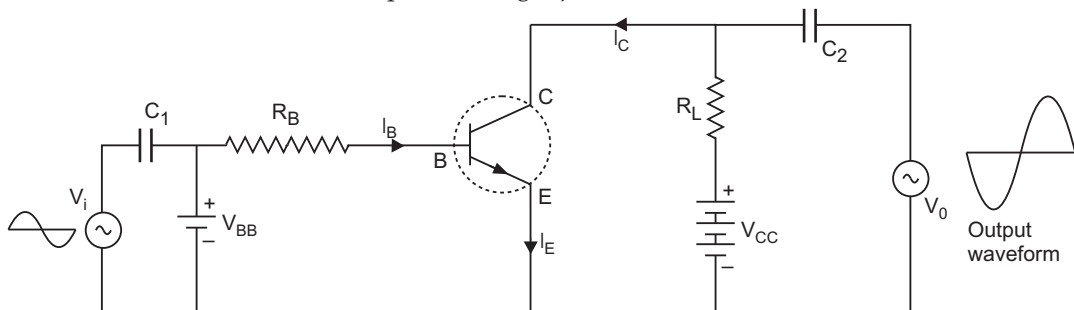 I_C
C_2
C
C_1
R_B
I_B
R_L
B
E
V_i
+
V_BB
–
+
V_CC
–
V_0
I_E
Output
waveform